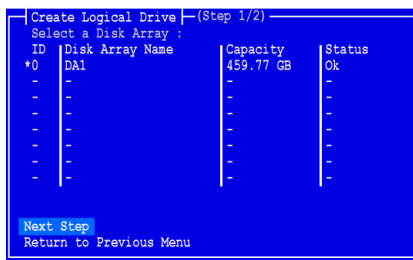 Create Logical Drive (Step 1/2)
Select a Disk Array :
ID Disk Array Name Capacity Status
*0 DA1 459.77 GB Ok
- - - -
- - - -
- - - -
- - - -
- - - -
- - - -
- - - -
Next Step
Return to Previous Menu